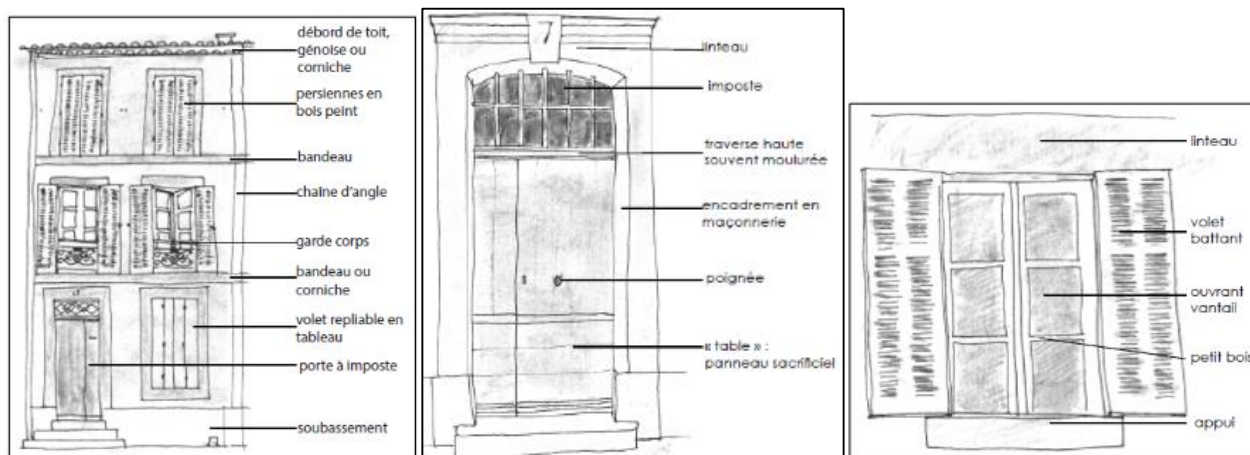 débord de toit,
génoise ou
corniche
persiennes en
bois peint
bandeau
chaîne d'angle
garde corps
bandeau ou
corniche
volet repliable en
tableau
porte à imposte
soubassement
7
linteau
imposte
traverse haute
souvent moulurée
encadrement en
maçonnerie
poignée
« table » :
panneau sacrificiel
linteau
volet
battant
ouvrant
vantail
petit bois
appui